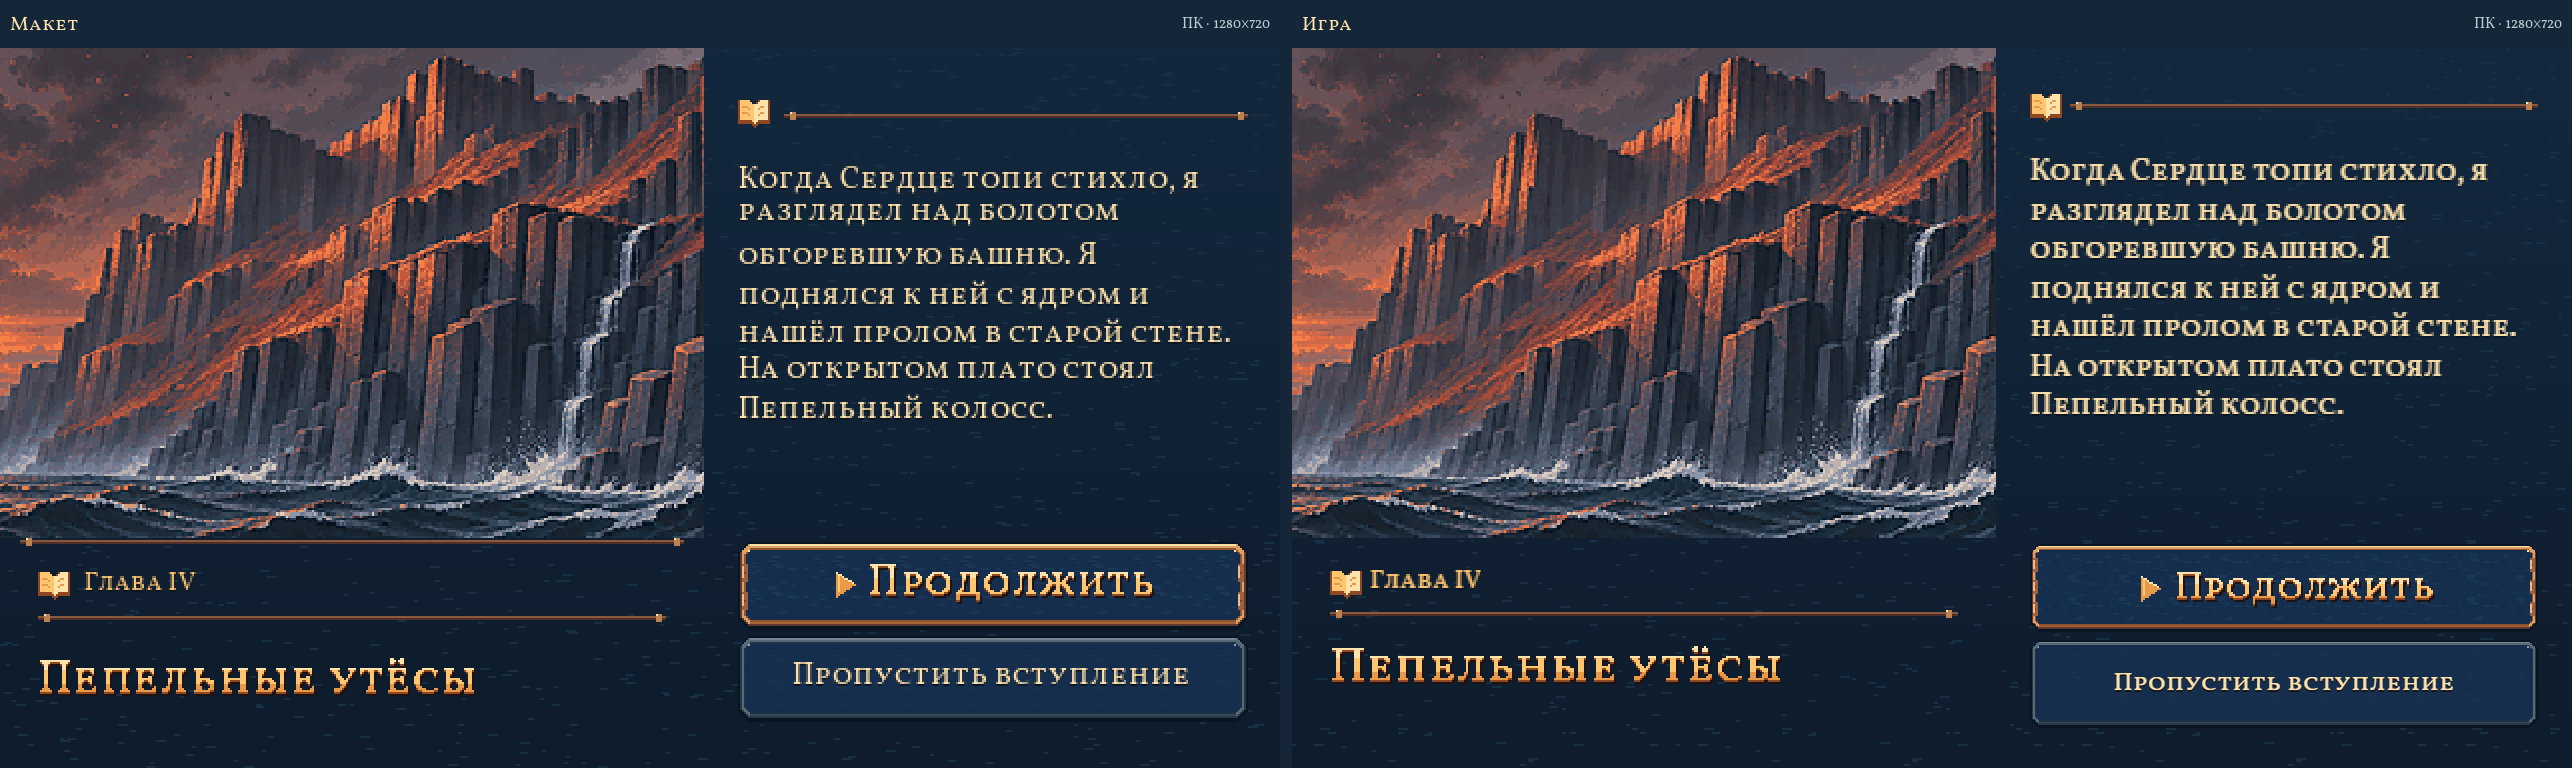 Макет
ПК · 1280×720
Когда Сердце топи стихло, я
разглядел над болотом
обгоревшую башню. Я
поднялся к ней с ядром и
нашёл пролом в старой стене.
На открытом плато стоял
Пепельный колосс.
Глава IV
Пепельные утёсы
Продолжить
Пропустить вступление
Игра
ПК · 1280×720
Когда Сердце топи стихло, я
разглядел над болотом
обгоревшую башню. Я
поднялся к ней с ядром и
нашёл пролом в старой стене.
На открытом плато стоял
Пепельный колосс.
Глава IV
Пепельные утёсы
Продолжить
Пропустить вступление